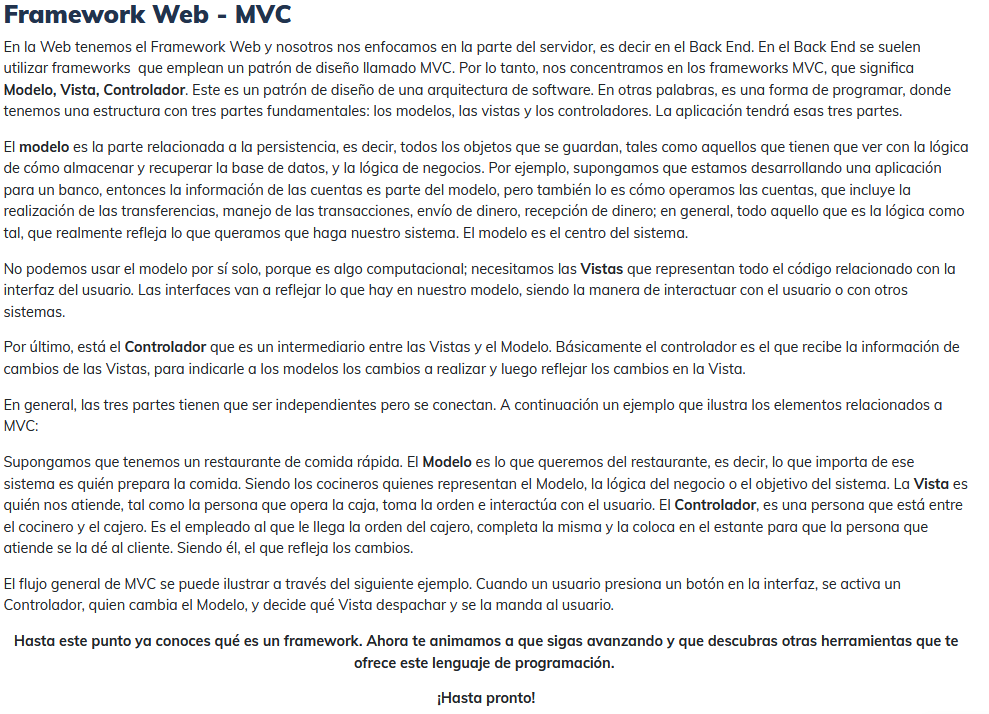 Framework Web - MVC
En la Web tenemos el Framework Web y nosotros nos enfocamos en la parte del servidor, es decir en el Back End. En el Back End se suelen
utilizar frameworks  que emplean un patrón de diseño llamado MVC. Por lo tanto, nos concentramos en los frameworks MVC, que significa
Modelo, Vista, Controlador. Este es un patrón de diseño de una arquitectura de software. En otras palabras, es una forma de programar, donde
tenemos una estructura con tres partes fundamentales: los modelos, las vistas y los controladores. La aplicación tendrá esas tres partes.
El modelo es la parte relacionada a la persistencia, es decir, todos los objetos que se guardan, tales como aquellos que tienen que ver con la lógica
de cómo almacenar y recuperar la base de datos, y la lógica de negocios. Por ejemplo, supongamos que estamos desarrollando una aplicación
para un banco, entonces la información de las cuentas es parte del modelo, pero también lo es cómo operamos las cuentas, que incluye la
realización de las transferencias, manejo de las transacciones, envío de dinero, recepción de dinero; en general, todo aquello que es la lógica como
tal, que realmente refleja lo que queramos que haga nuestro sistema. El modelo es el centro del sistema.
No podemos usar el modelo por sí solo, porque es algo computacional; necesitamos las Vistas que representan todo el código relacionado con la
interfaz del usuario. Las interfaces van a reflejar lo que hay en nuestro modelo, siendo la manera de interactuar con el usuario o con otros
sistemas.
Por último, está el Controlador que es un intermediario entre las Vistas y el Modelo. Básicamente el controlador es el que recibe la información de
cambios de las Vistas, para indicarle a los modelos los cambios a realizar y luego reflejar los cambios en la Vista.
En general, las tres partes tienen que ser independientes pero se conectan. A continuación un ejemplo que ilustra los elementos relacionados a
MVC:
Supongamos que tenemos un restaurante de comida rápida. El Modelo es lo que queremos del restaurante, es decir, lo que importa de ese
sistema es quién prepara la comida. Siendo los cocineros quienes representan el Modelo, la lógica del negocio o el objetivo del sistema. La Vista es
quién nos atiende, tal como la persona que opera la caja, toma la orden e interactúa con el usuario. El Controlador, es una persona que está entre
el cocinero y el cajero. Es el empleado al que le llega la orden del cajero, completa la misma y la coloca en el estante para que la persona que
atiende se la dé al cliente. Siendo él, el que refleja los cambios.
El flujo general de MVC se puede ilustrar a través del siguiente ejemplo. Cuando un usuario presiona un botón en la interfaz, se activa un
Controlador, quien cambia el Modelo, y decide qué Vista despachar y se la manda al usuario.
Hasta este punto ya conoces qué es un framework. Ahora te animamos a que sigas avanzando y que descubras otras herramientas que te
ofrece este lenguaje de programación.
¡Hasta pronto!